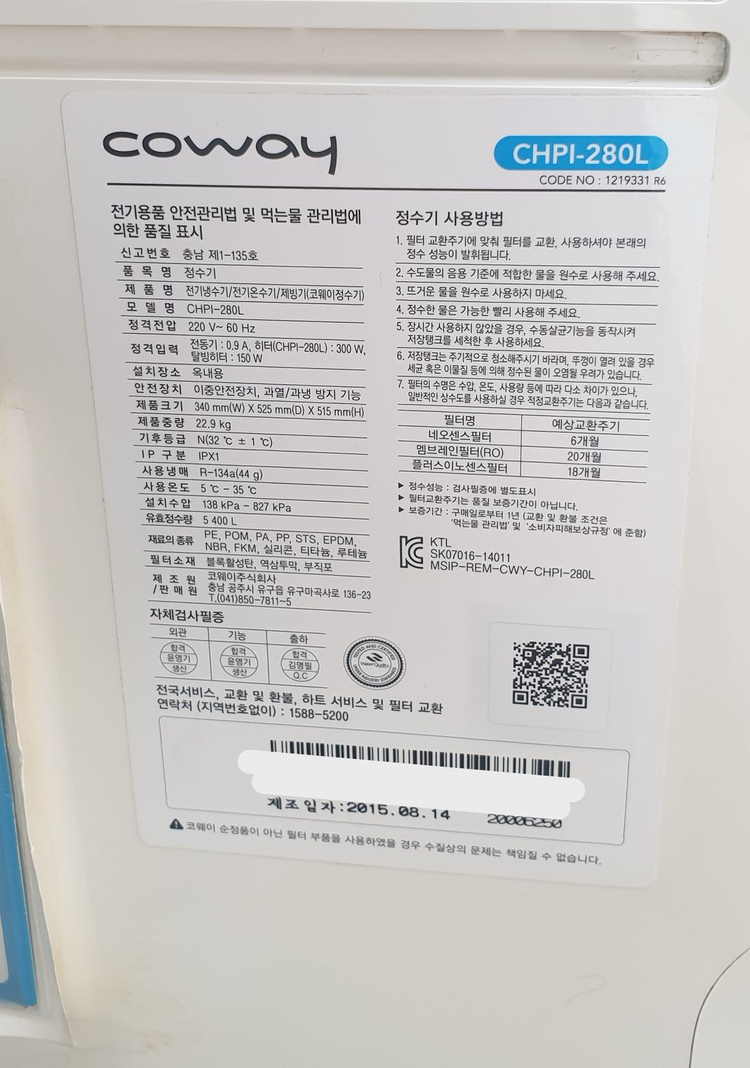 coway
CHPI-280L
CODE NO : 1219331 R6
전기용품 안전관리법 및 먹는물 관리법에
의한 품질 표시
신고번호 충남 제1-135호
품목명 정수기
제품명 전기냉수기/전기온수기/제빙기(코웨이정수기)
모델명 CHPI-280L
정격전압 220 V~ 60 Hz
정격입력 전동기 : 0.9 A, 히터(CHPI-280L) : 300 W,
탈빙히터 : 150 W
설치장소 옥내용
안전장치 이중안전장치, 과열/과냉 방지 기능
제품크기 340 mm(W) X 525 mm(D) X 515 mm(H)
제품중량 22.9 kg
기후등급 N(32 ℃ ± 1 ℃)
IP 구분 IPX1
사용냉매 R-134a(44 g)
사용온도 5 ℃ - 35 ℃
설치수압 138 kPa - 827 kPa
유효정수량 5 400 L
재료의종류 PE, POM, PA, PP, STS, EPDM,
NBR, FKM, 실리콘, 티타늄, 루테늄
필터소재 블록활성탄, 역삼투막, 부직포
제조원 코웨이주식회사
/판매원 충남 공주시 유구읍 유구마곡사로 136-23
T.(041)850-7811~5
자체검사필증
외관 기능 출하
합격 합격 합격
윤명기 윤명기 김명필
생산 생산 Q.C
TESTED AND CERTIFIED
WaterQuality
UNDER INDUSTRY STANDARDS
전국서비스, 교환 및 환불, 하트 서비스 및 필터 교환
연락처 (지역번호없이) : 1588-5200
정수기 사용방법
1. 필터 교환주기에 맞춰 필터를 교환, 사용하셔야 본래의
정수 성능이 발휘됩니다.
2. 수도물의 음용 기준에 적합한 물을 원수로 사용해 주세요.
3. 뜨거운 물을 원수로 사용하지 마세요.
4. 정수한 물은 가능한 빨리 사용해 주세요.
5. 장시간 사용하지 않았을 경우, 수동살균기능을 동작시켜
저장탱크를 세척한 후 사용하세요.
6. 저장탱크는 주기적으로 청소해주시기 바라며, 뚜껑이 열려 있을 경우
세균 혹은 이물질 등에 의해 정수된 물이 오염될 우려가 있습니다.
7. 필터의 수명은 수압, 온도, 사용량 등에 따라 다소 차이가 있으나,
일반적인 상수도를 사용하실 경우 적정교환주기는 다음과 같습니다.
필터명 예상교환주기
네오센스필터 6개월
멤브레인필터(RO) 20개월
플러스이노센스필터 18개월
▶ 정수성능 : 검사필증에 별도표시
▶ 필터교환주기는 품질 보증기간이 아닙니다.
▶ 보증기간 : 구매일로부터 1년 (교환 및 환불 조건은
'먹는물 관리법' 및 '소비자피해보상규정' 에 준함)
KC
KTL
SK07016-14011
MSIP-REM-CWY-CHPI-280L
제조일자:2015.08.14 20006250
코웨이 순정품이 아닌 필터 부품을 사용하였을 경우 수질상의 문제는 책임질 수 없습니다.